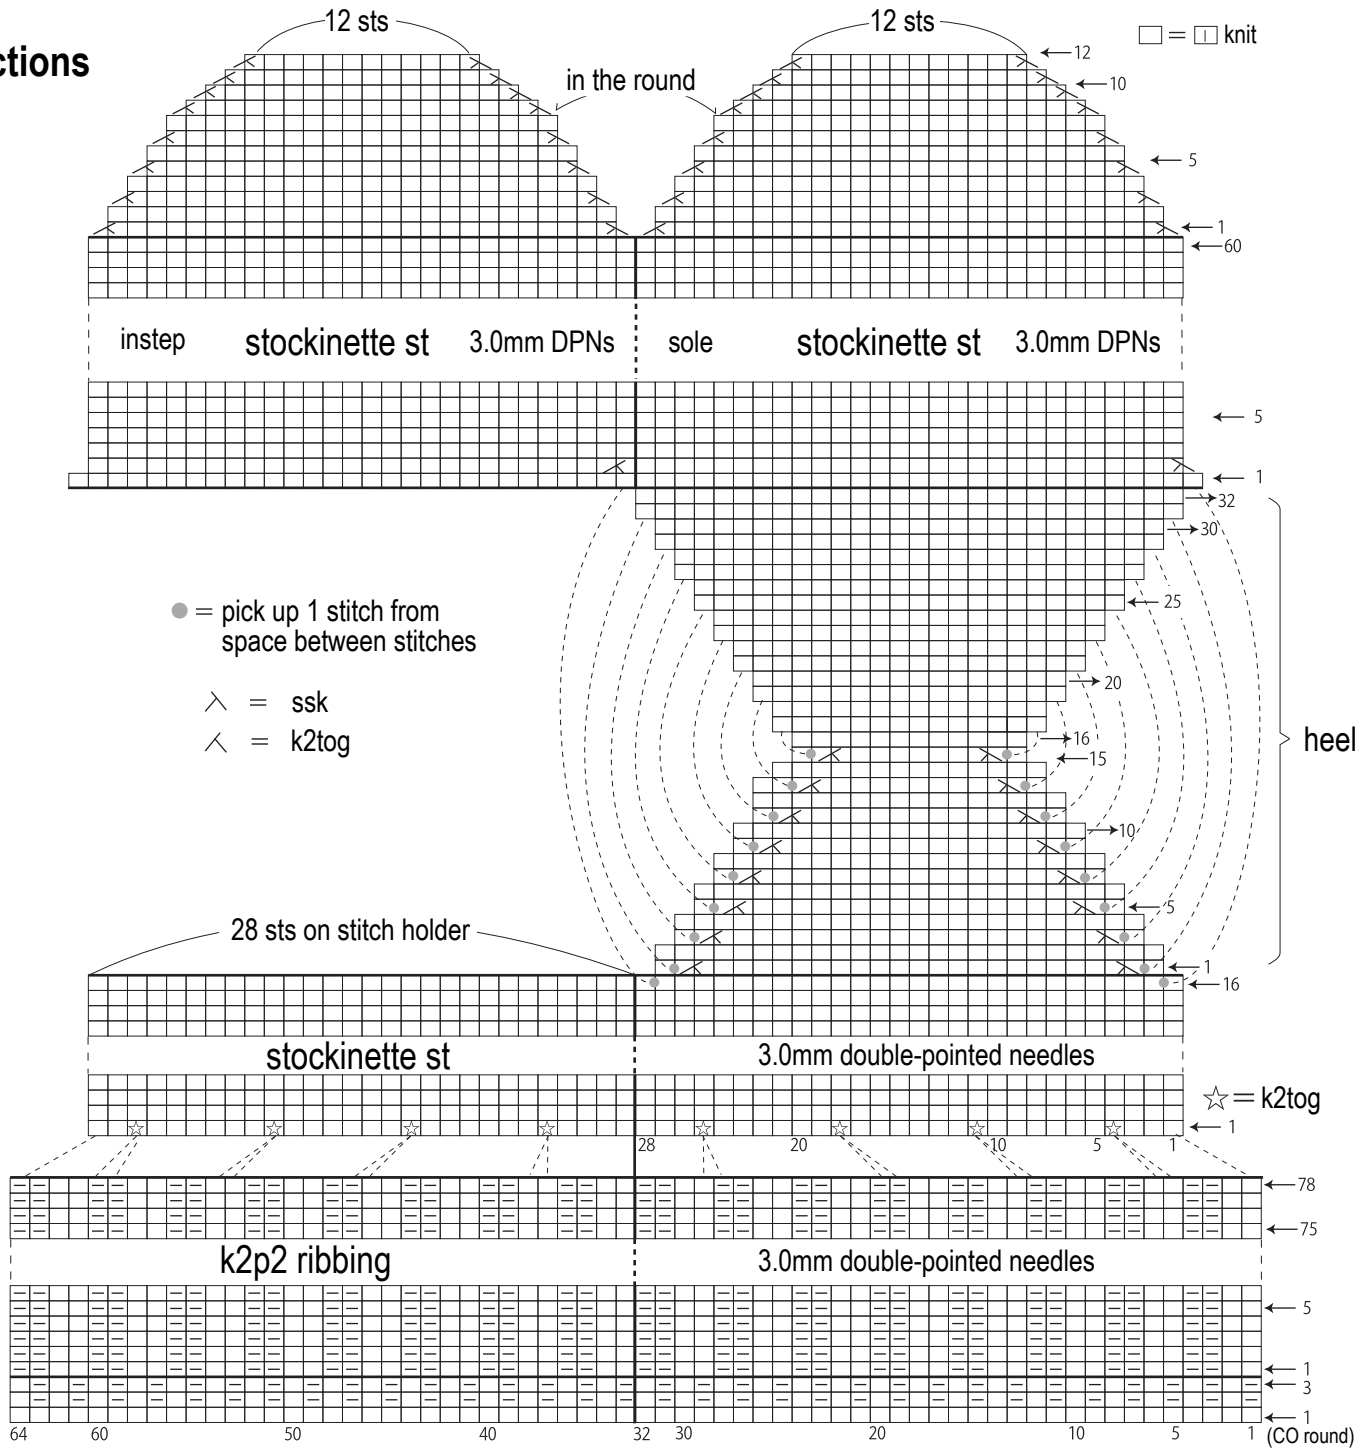 12 sts
12 sts
□ = ▯ knit
ctions
12
10
in the round
5
1
60
instep stockinette st 3.0mm DPNs sole stockinette st 3.0mm DPNs
5
1
32
30
25
● = pick up 1 stitch from
space between stitches
20
⅄ = ssk
⅄ = k2tog
16
heel
15
10
5
28 sts on stitch holder
1
16
stockinette st 3.0mm double-pointed needles
☆ = k2tog
1
28 20 10 5 1
78
75
k2p2 ribbing 3.0mm double-pointed needles
5
1
3
1
64 60 50 40 32 30 20 10 5 1 (CO round)